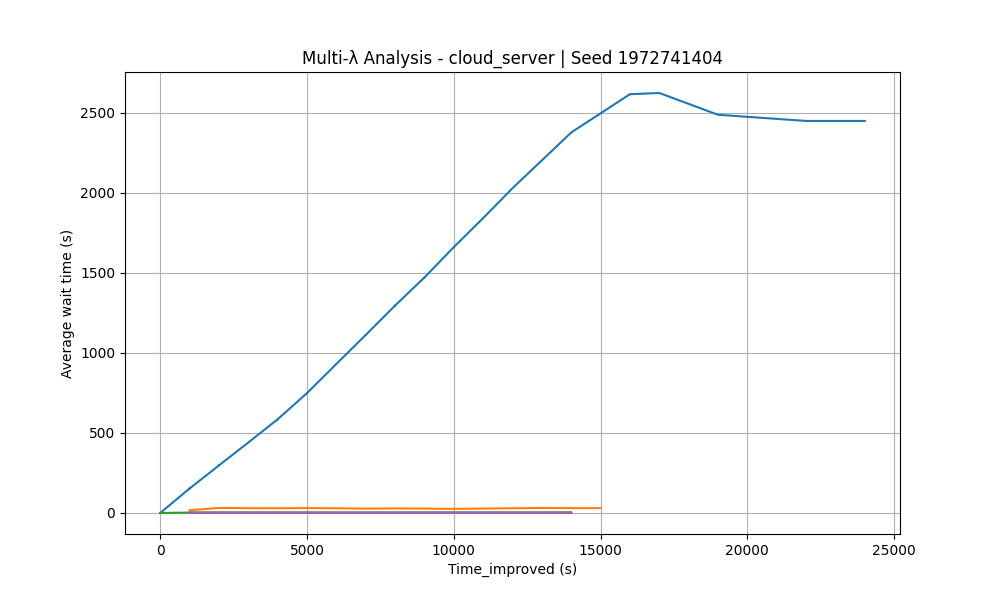 Multi-λ Analysis - cloud_server | Seed 1972741404
Average wait time (s)
2500
2000
1500
1000
500
0
0 5000 10000 15000 20000 25000
Time_improved (s)